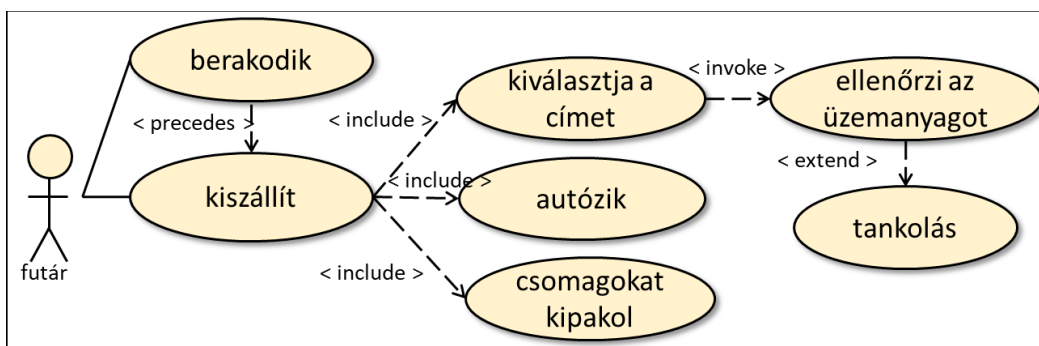 berakodik
< precedes >
kiszállít
futár
< include >
< include >
< include >
kiválasztja a
címet
autózik
csomagokat
kipakol
< invoke >
ellenőrzi az
üzemanyagot
< extend >
tankolás